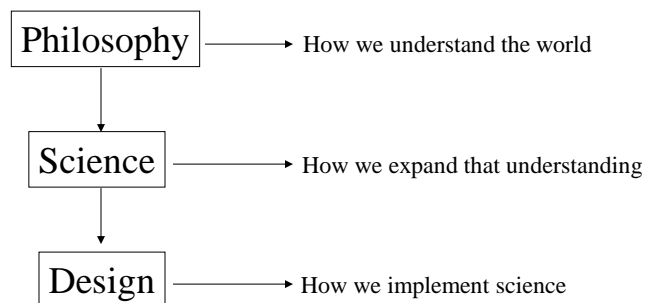 Philosophy
How we understand the world
Science
How we expand that understanding
Design
How we implement science